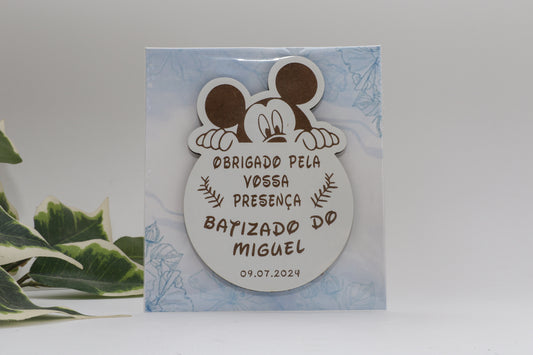 OBRIGADO PELA
VOSSA
PRESENÇA
BATIZADO DO
MIGUEL
09.07.2024